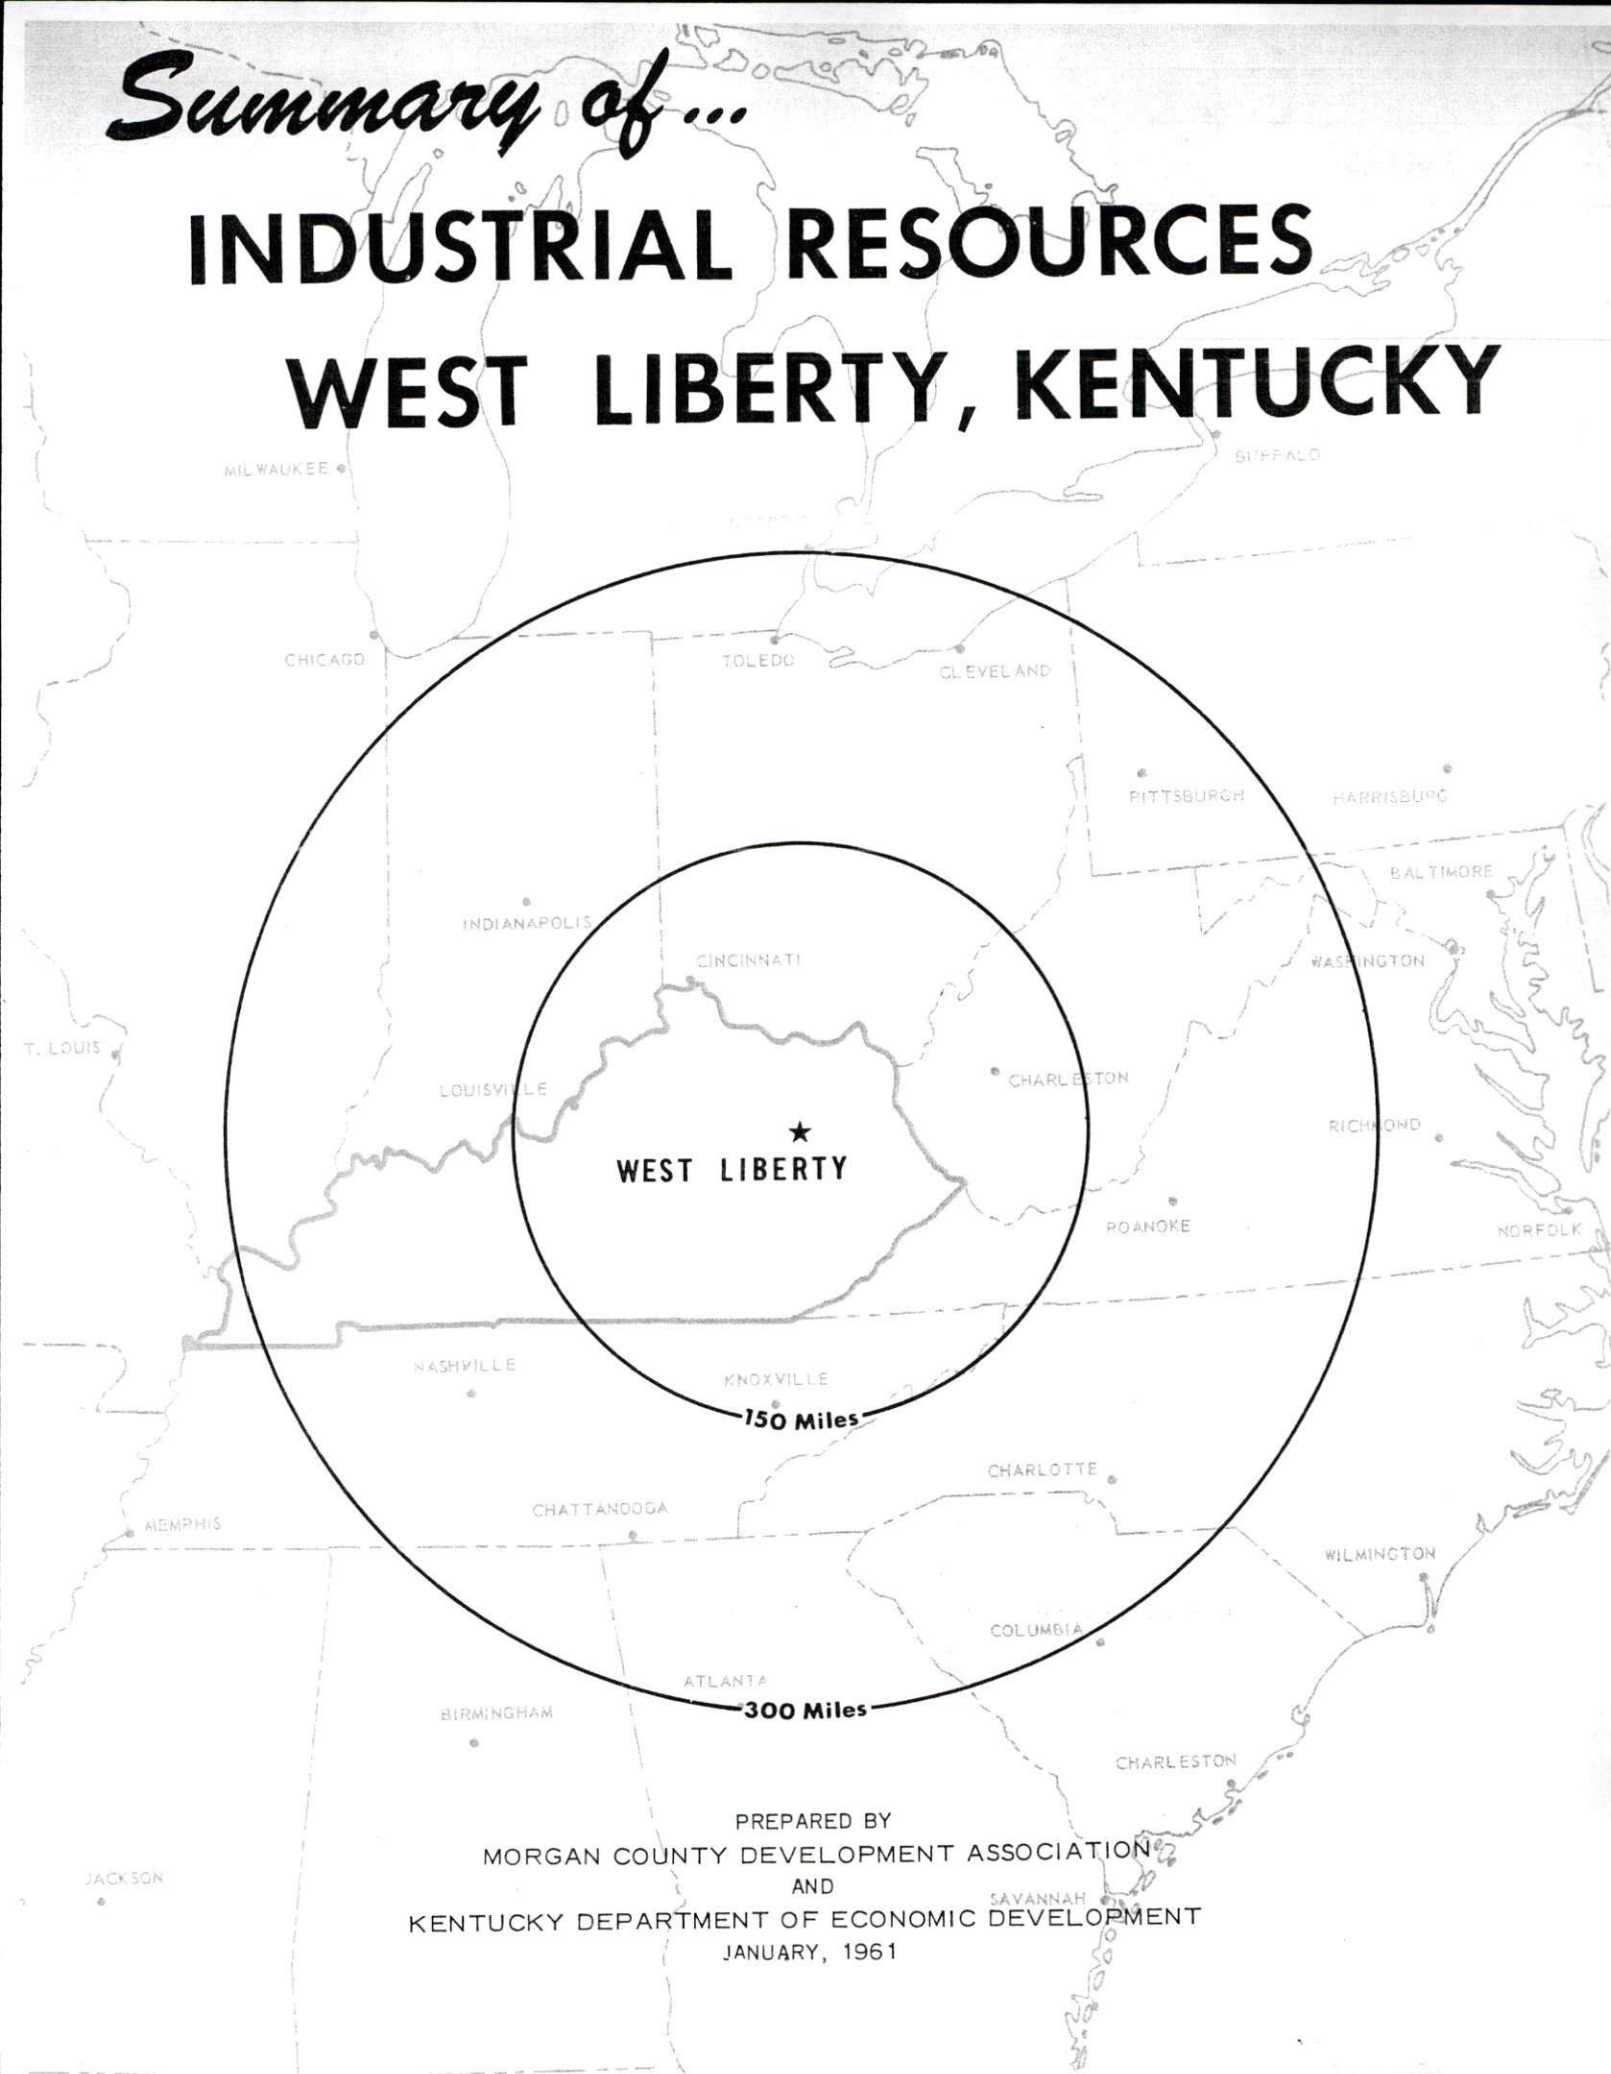 Summary of...
INDUSTRIAL RESOURCES
WEST LIBERTY, KENTUCKY
MILWAUKEE
BUFFALO
CHICAGO
TOLEDO
CLEVELAND
PITTSBURGH
HARRISBURG
BALTIMORE
INDIANAPOLIS
CINCINNATI
WASHINGTON
T. LOUIS
LOUISVILLE
CHARLESTON
RICHMOND
WEST LIBERTY
ROANOKE
NORFOLK
NASHVILLE
KNOXVILLE
150 Miles
CHARLOTTE
CHATTANOOGA
MEMPHIS
WILMINGTON
COLUMBIA
ATLANTA
300 Miles
BIRMINGHAM
CHARLESTON
PREPARED BY
MORGAN COUNTY DEVELOPMENT ASSOCIATION
JACKSON
AND
SAVANNAH
KENTUCKY DEPARTMENT OF ECONOMIC DEVELOPMENT
JANUARY, 1961